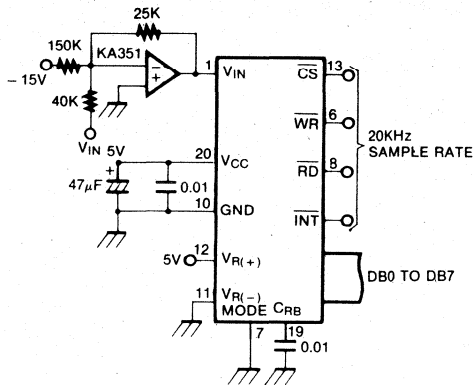 25K
150K
KA351
-15V
−
+
40K
VIN
1
VIN
CS 13
WR 6
RD 8
INT
20KHz
SAMPLE RATE
5V
20
VCC
+
47μF
0.01
10
GND
5V
12
VR(+)
11
VR(−)
MODE CRB
DB0 TO DB7
7
19
0.01